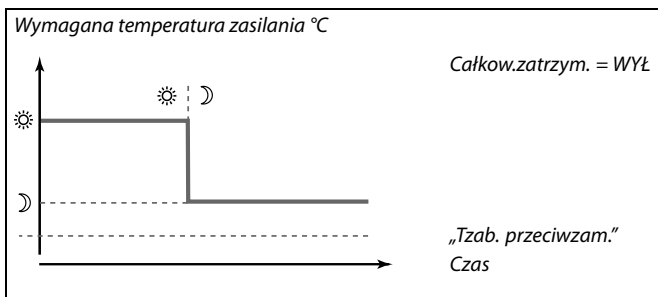 Wymagana temperatura zasilania °C
Całkow.zatrzym. = WYŁ
„Tzab. przeciwzam.”
Czas